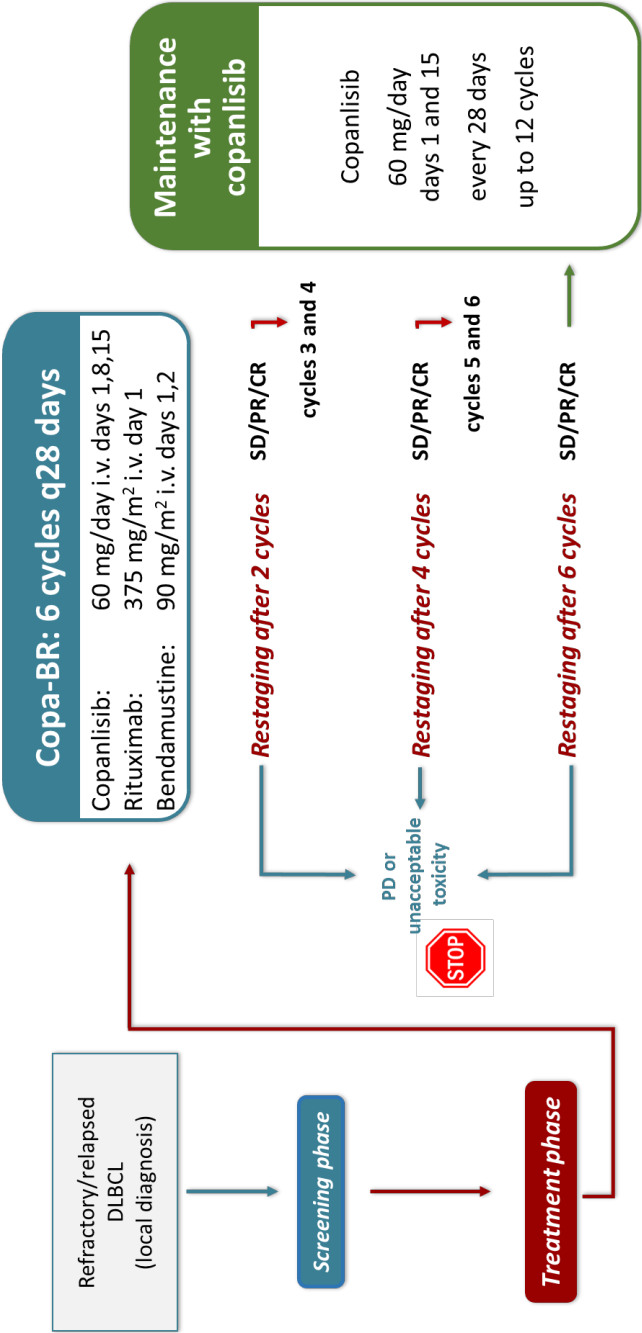 Refractory/relapsed
DLBCL
(local diagnosis)
Screening phase
Treatment phase
Copa-BR: 6 cycles q28 days
Copanlisib: 60 mg/day i.v. days 1,8,15
Rituximab: 375 mg/m² i.v. day 1
Bendamustine: 90 mg/m² i.v. days 1,2
Restaging after 2 cycles SD/PR/CR
cycles 3 and 4
PD or
unacceptable
toxicity
STOP
Restaging after 4 cycles SD/PR/CR
cycles 5 and 6
Restaging after 6 cycles SD/PR/CR
Maintenance
with
copanlisib
Copanlisib
60 mg/day
days 1 and 15
every 28 days
up to 12 cycles